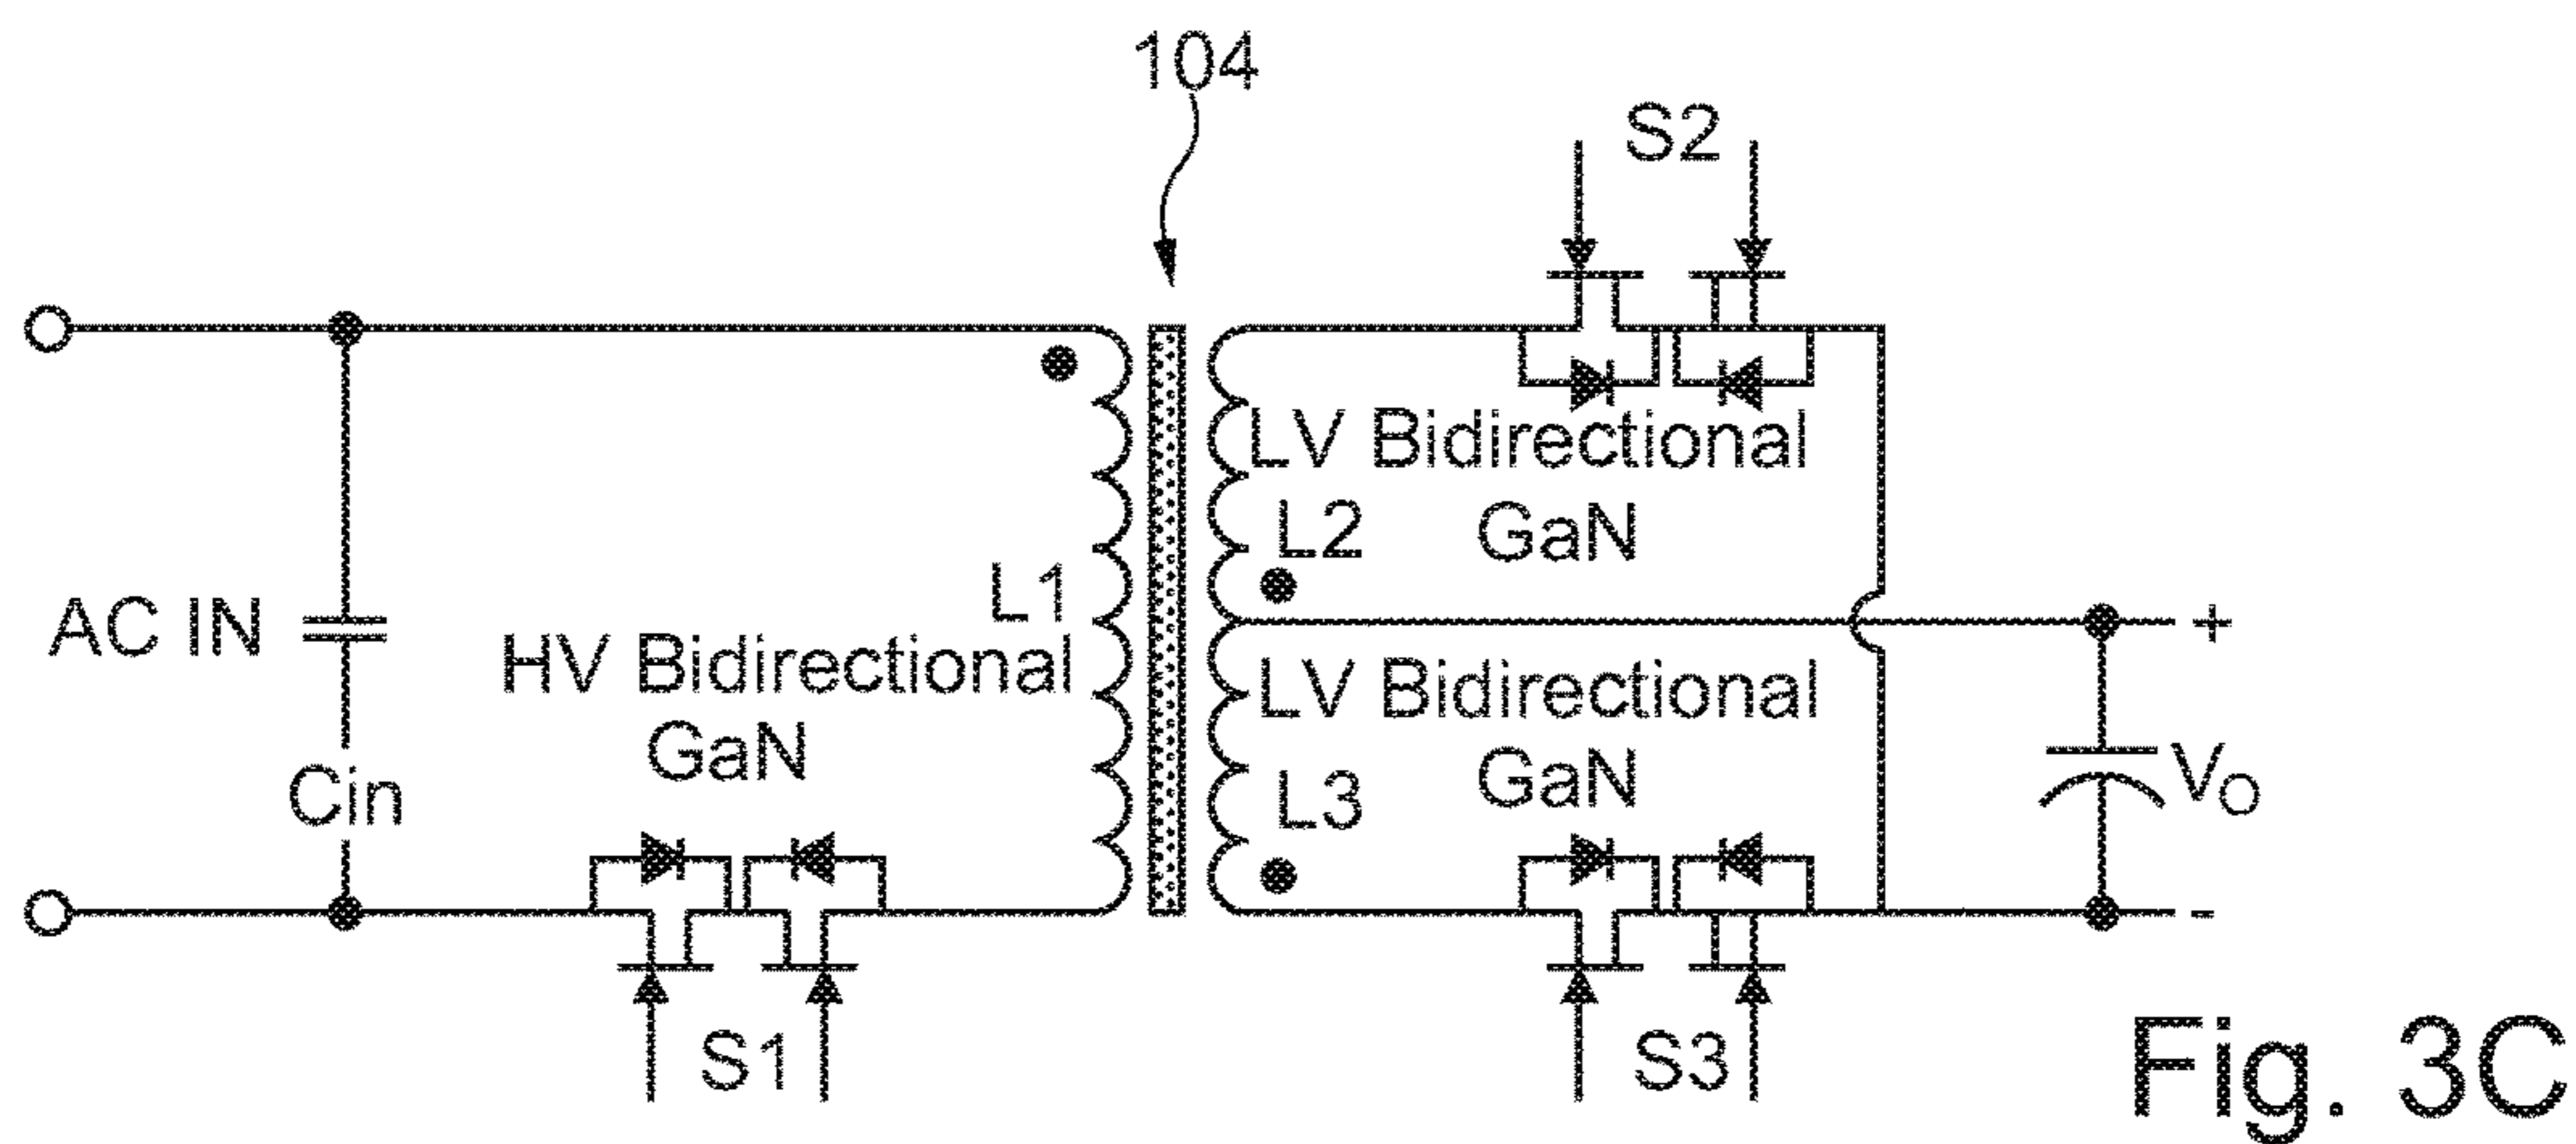 104
S2
LV Bidirectional
GaN
L2
L1
AC IN
+
HV Bidirectional
GaN
LV Bidirectional
GaN
Cin
L3
VO
-
S1
S3
Fig. 3C